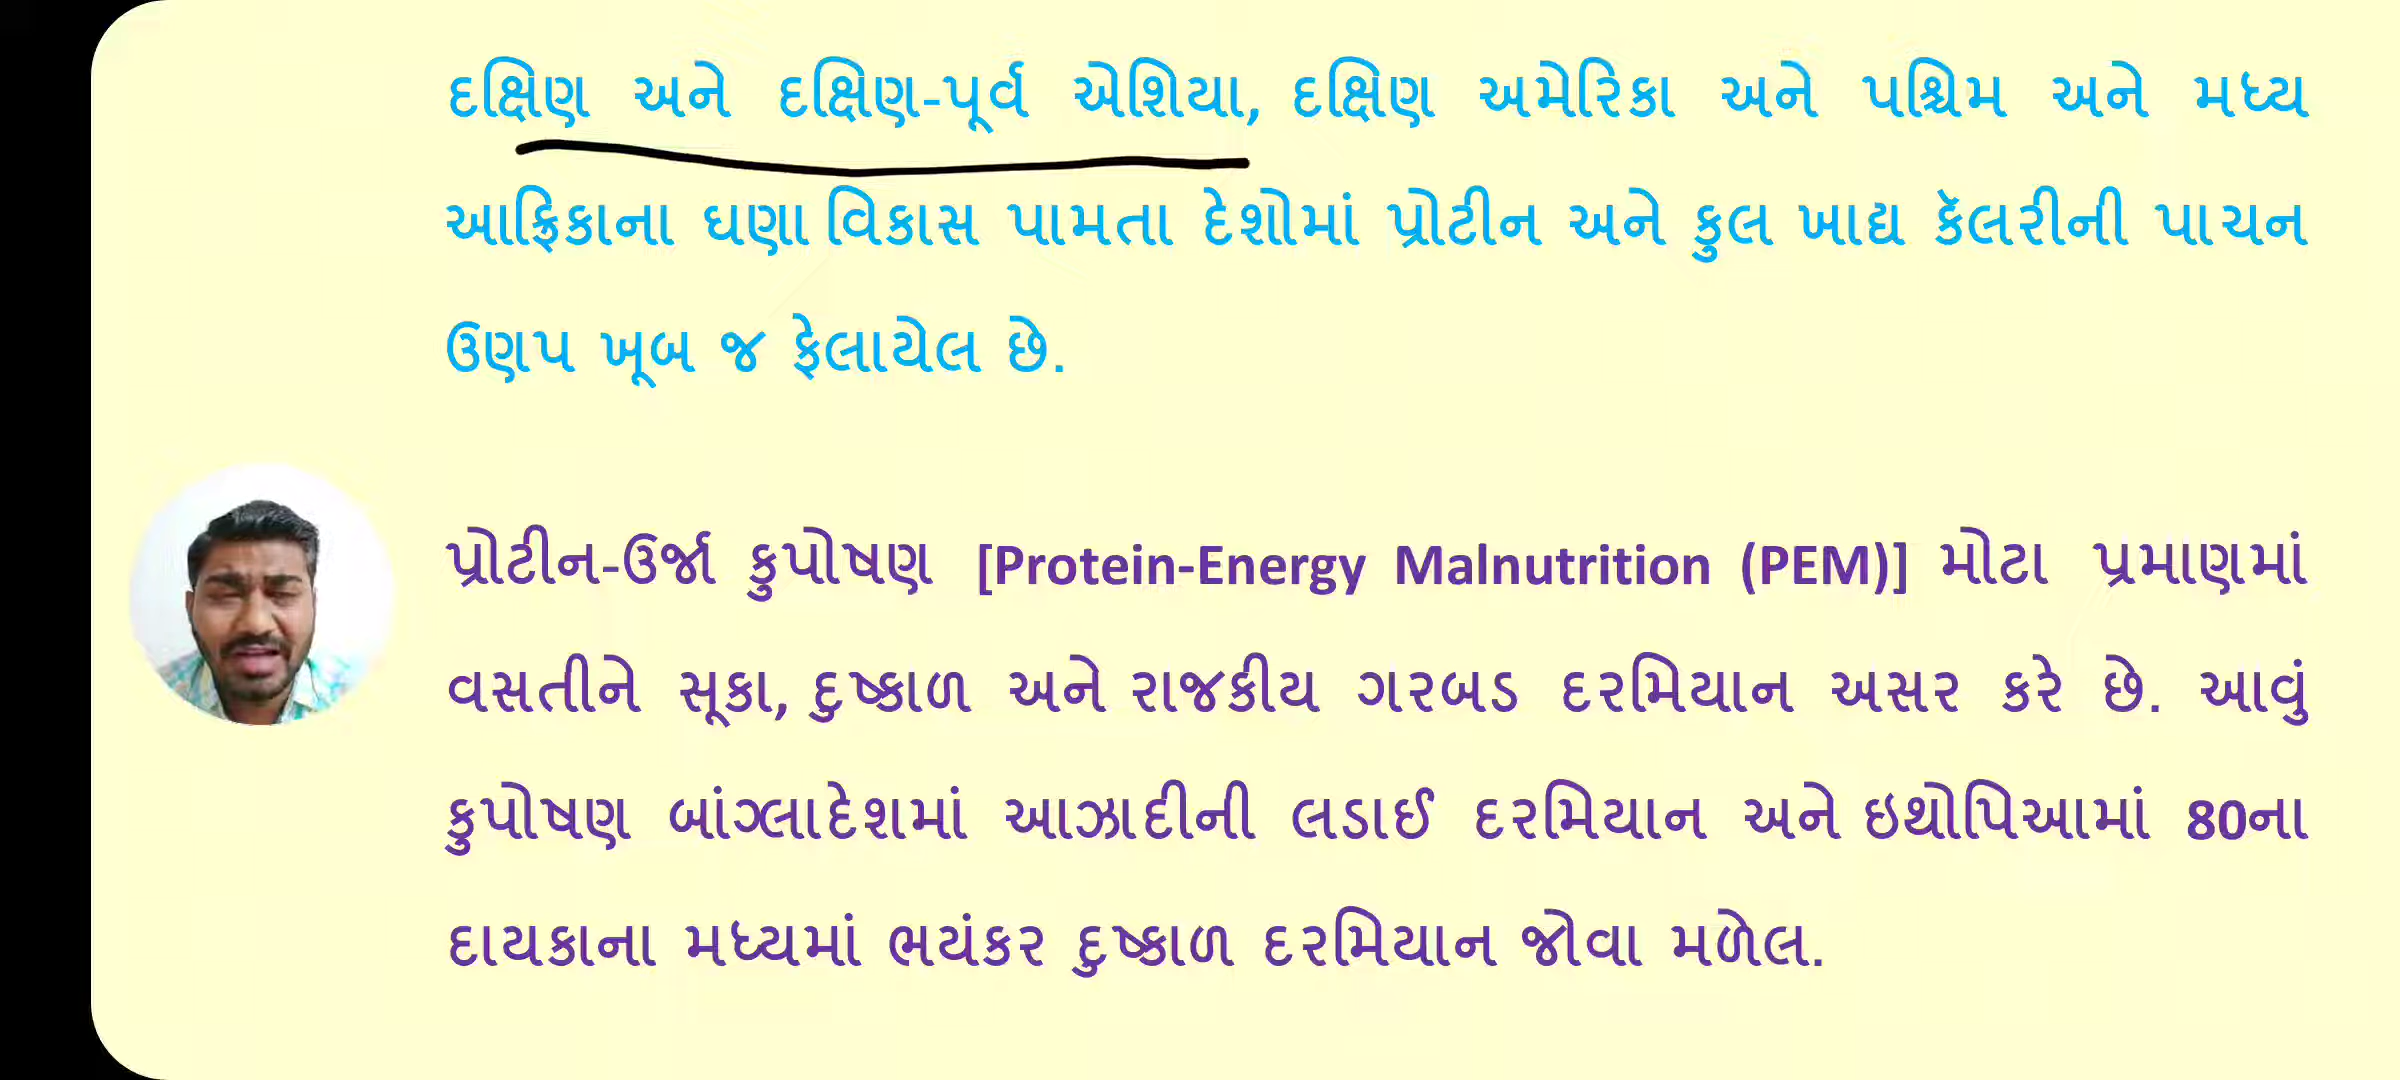 દક્ષિણ અને દક્ષિણ-પૂર્વ એશિયા, દક્ષિણ અમેરિકા અને પશ્ચિમ અને મધ્ય
આફ્રિકાના ઘણા વિકાસ પામતા દેશોમાં પ્રોટીન અને કુલ ખાદ્ય કૅલરીની પાચન
ઉણપ ખૂબ જ ફેલાયેલ છે.
પ્રોટીન-ઉર્જા કુપોષણ [Protein-Energy Malnutrition (PEM)] મોટા પ્રમાણમાં
વસતીને સૂકા, દુષ્કાળ અને રાજકીય ગરબડ દરમિયાન અસર કરે છે. આવું
કુપોષણ બાંગ્લાદેશમાં આઝાદીની લડાઈ દરમિયાન અને ઇથોપિઆમાં 80ના
દાયકાના મધ્યમાં ભયંકર દુષ્કાળ દરમિયાન જોવા મળેલ.